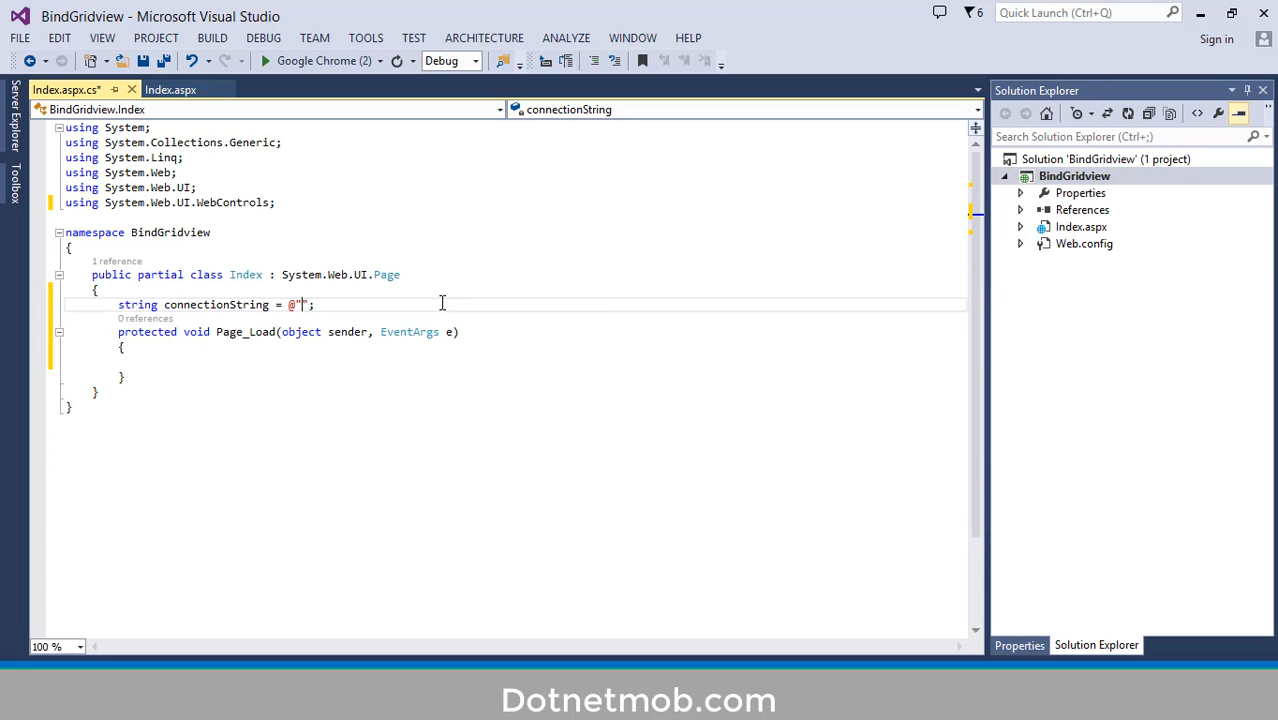 BindGridview - Microsoft Visual Studio
6
Quick Launch (Ctrl+Q)
FILE EDIT VIEW PROJECT BUILD DEBUG TEAM TOOLS TEST ARCHITECTURE ANALYZE WINDOW HELP
Sign in
Google Chrome (2) Debug
Server Explorer
Toolbox
Index.aspx.cs* Index.aspx
BindGridview.Index connectionString
using System;
using System.Collections.Generic;
using System.Linq;
using System.Web;
using System.Web.UI;
using System.Web.UI.WebControls;
namespace BindGridview
{
1 reference
public partial class Index : System.Web.UI.Page
{
string connectionString = @"";
0 references
protected void Page_Load(object sender, EventArgs e)
{
}
}
}
100 %
Solution Explorer
Search Solution Explorer (Ctrl+;)
Solution 'BindGridview' (1 project)
BindGridview
Properties
References
Index.aspx
Web.config
Properties Solution Explorer
Dotnetmob.com